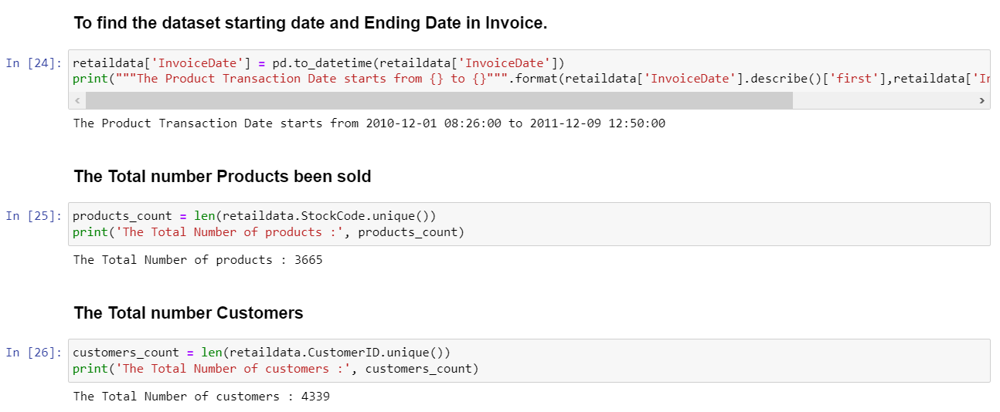 To find the dataset starting date and Ending Date in Invoice.
In [24]: retaildata['InvoiceDate'] = pd.to_datetime(retaildata['InvoiceDate'])
print("""The Product Transaction Date starts from {} to {}""".format(retaildata['InvoiceDate'].describe()['first'],retaildata['In
The Product Transaction Date starts from 2010-12-01 08:26:00 to 2011-12-09 12:50:00
The Total number Products been sold
In [25]: products_count = len(retaildata.StockCode.unique())
print('The Total Number of products :', products_count)
The Total Number of products : 3665
The Total number Customers
In [26]: customers_count = len(retaildata.CustomerID.unique())
print('The Total Number of customers :', customers_count)
The Total Number of customers : 4339